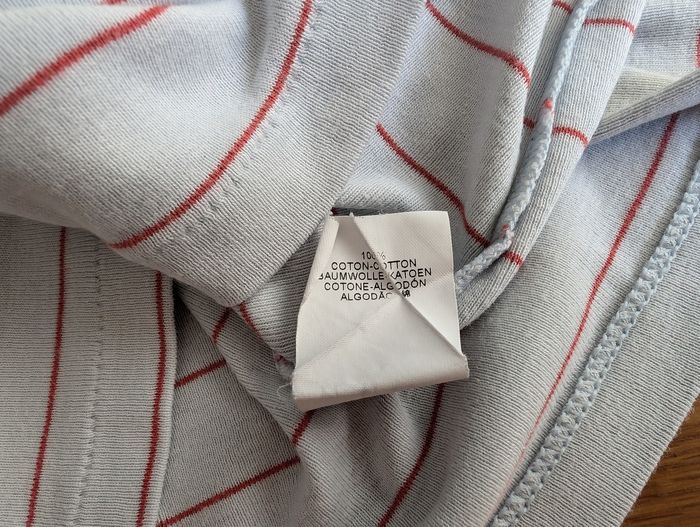 100%
COTON-COTTON
BAUMWOLLE-KATOEN
COTONE-ALGODÓN
ALGODÃO